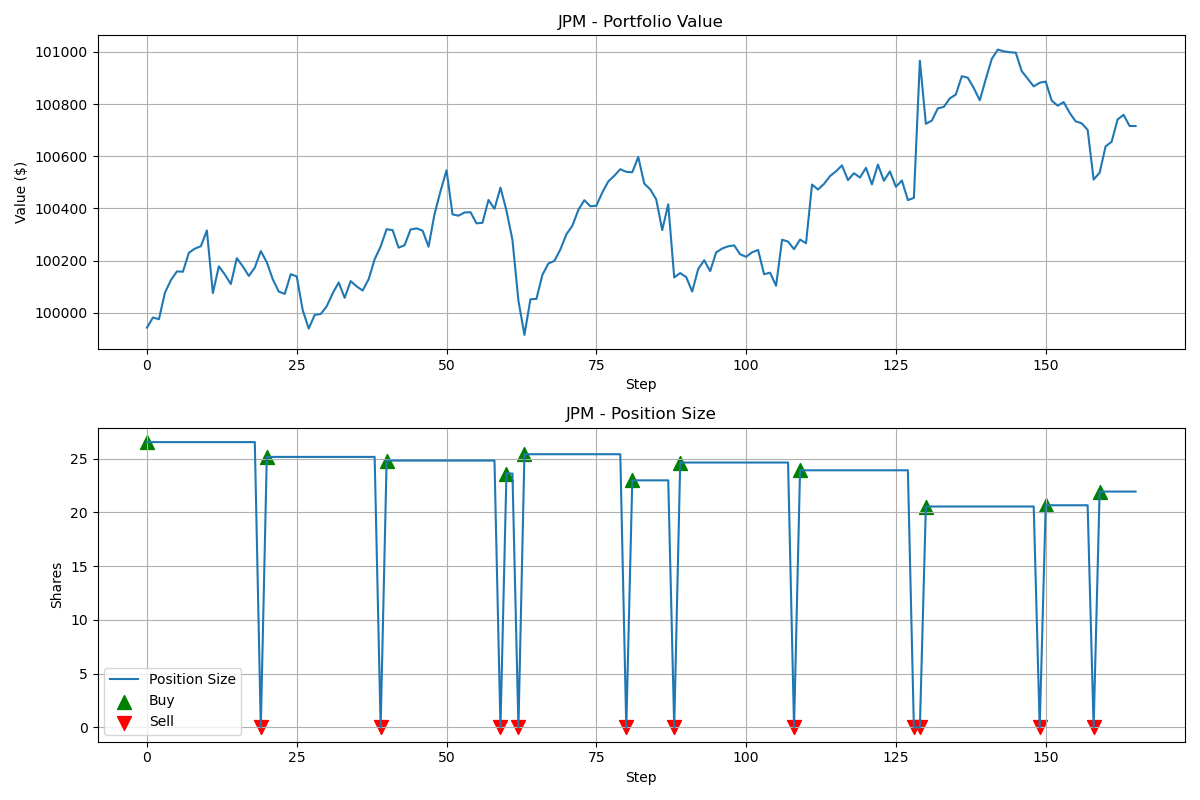 JPM - Portfolio Value
Value ($)
101000
100800
100600
100400
100200
100000
0 25 50 75 100 125 150
Step
JPM - Position Size
Shares
25
20
15
10
5
0
Position Size
Buy
Sell
0 25 50 75 100 125 150
Step